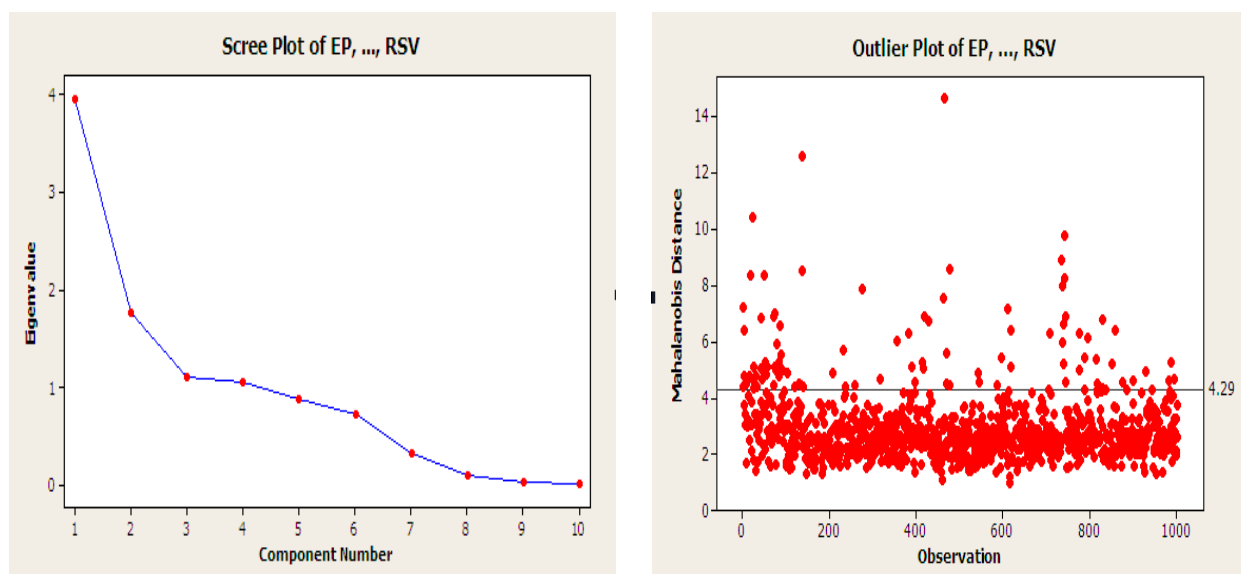 Scree Plot of EP, ..., RSV
4
3
2
1
0
Eigenvalue
1 2 3 4 5 6 7 8 9 10
Component Number
Outlier Plot of EP, ..., RSV
14
12
10
8
6
4
2
0
Mahalanobis Distance
4.29
0 200 400 600 800 1000
Observation